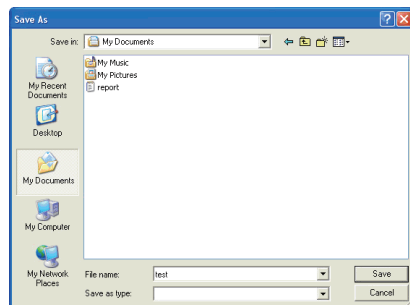 Save As
Save in:
My Documents
My Recent
Documents
Desktop
My Documents
My Computer
My Network
Places
My Music
My Pictures
report
File name:
test
Save
Save as type:
Cancel